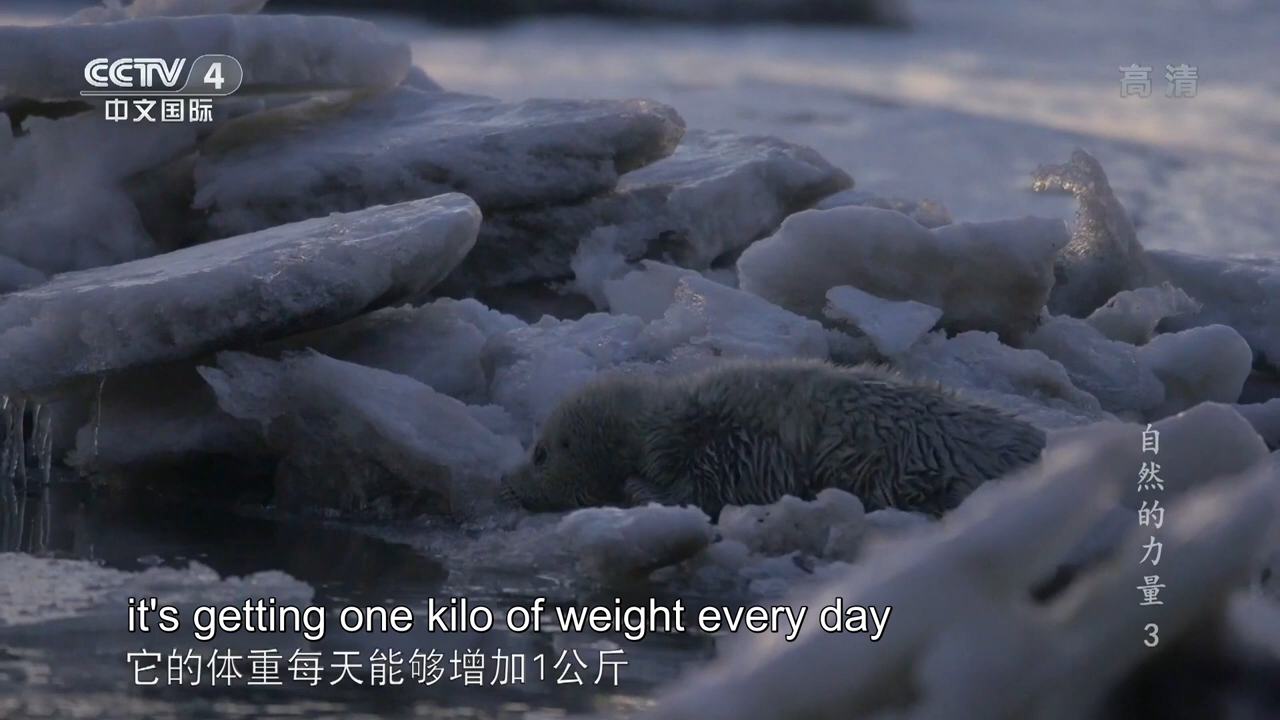 CCTV 4
中文国际
高清
自然的力量 3
it's getting one kilo of weight every day
它的体重每天能够增加1公斤